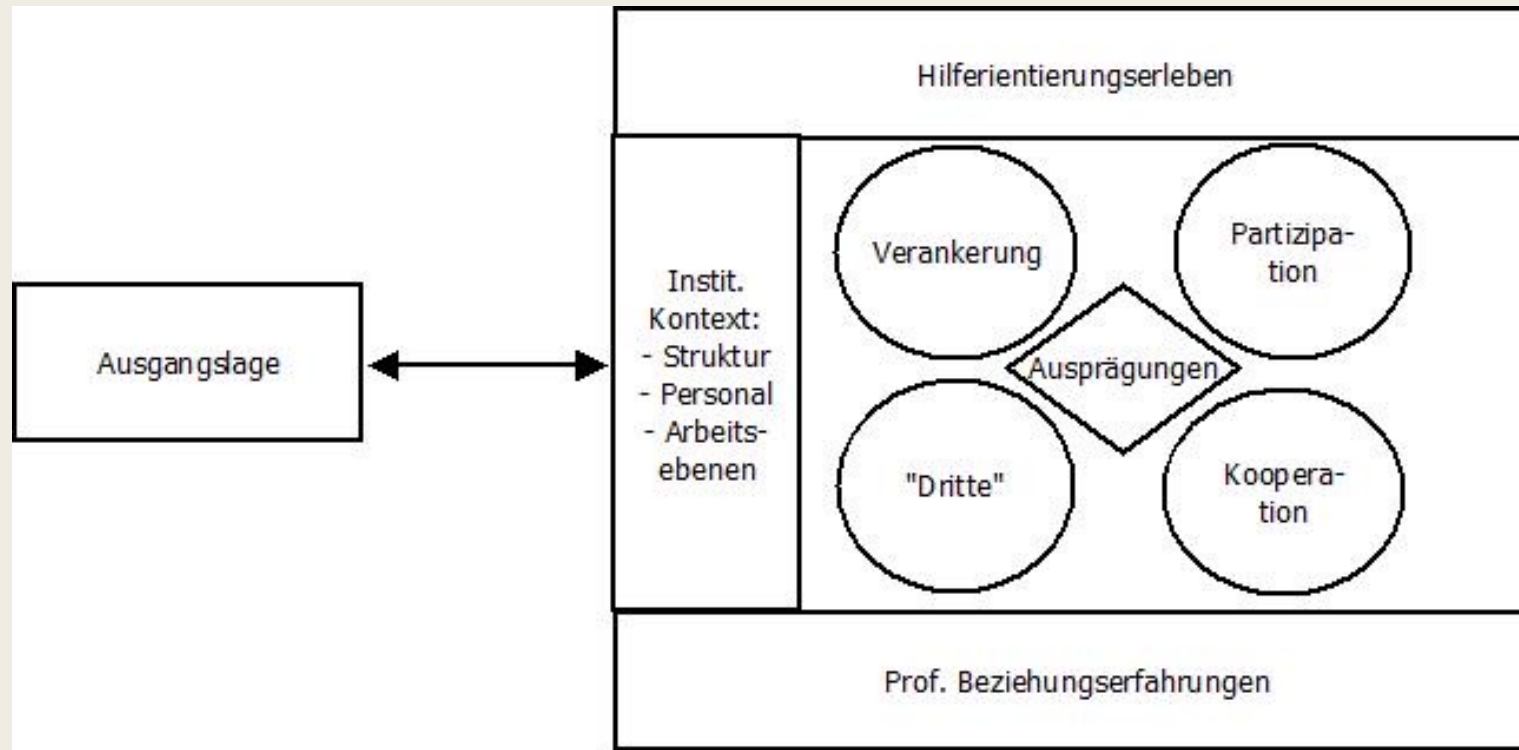 Hilferientierungserleben
Ausgangslage
Instit.
Kontext:
- Struktur
- Personal
- Arbeits-
ebenen
Verankerung
Partizipa-
tion
Ausprägungen
"Dritte"
Koopera-
tion
Prof. Beziehungserfahrungen